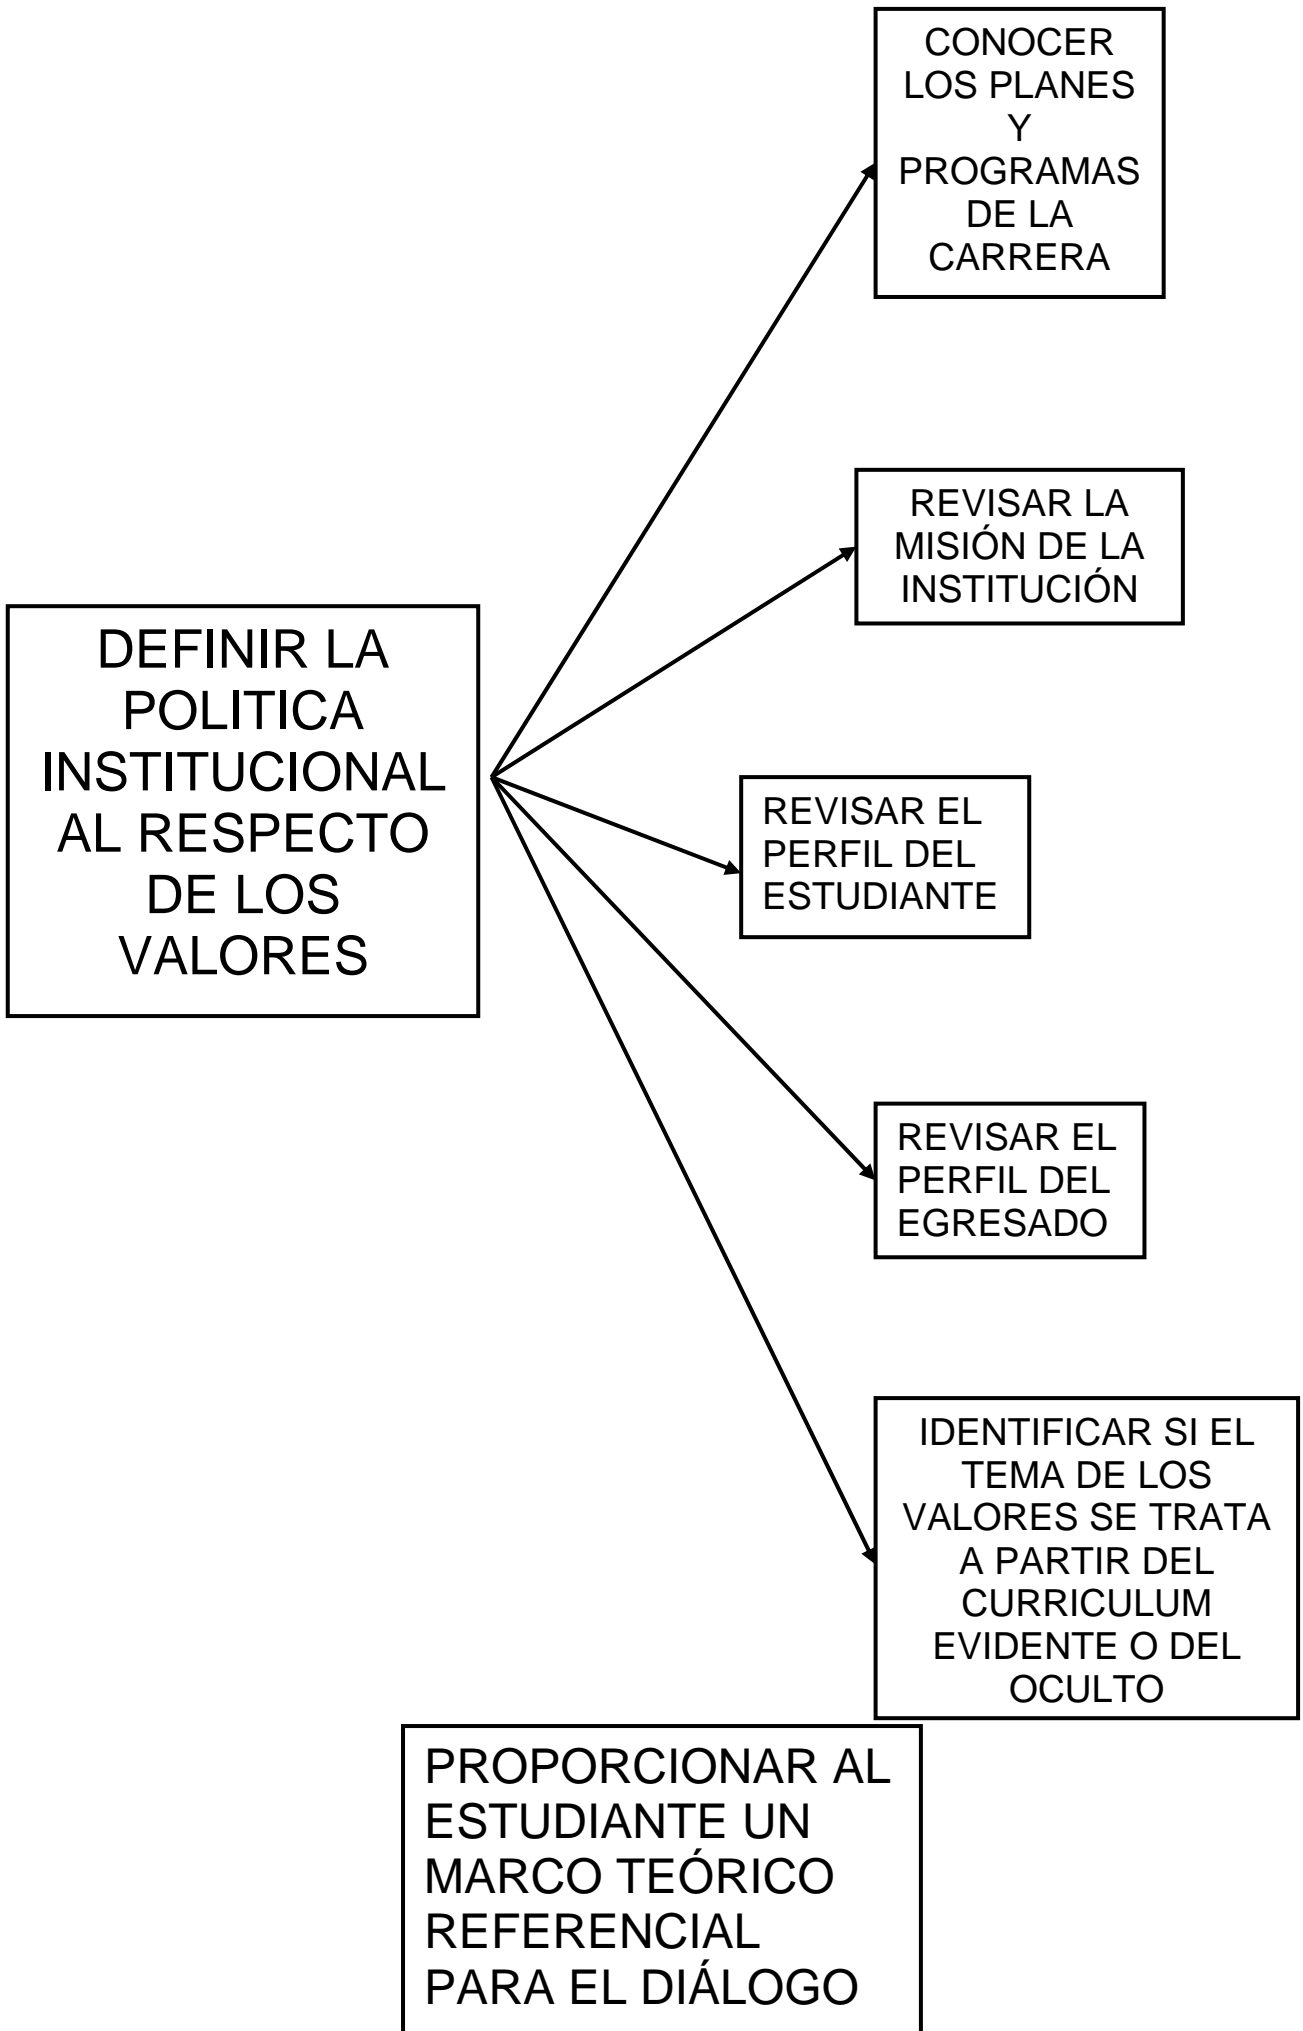 CONOCER
LOS PLANES
Y
PROGRAMAS
DE LA
CARRERA
REVISAR LA
MISIÓN DE LA
INSTITUCIÓN
DEFINIR LA
POLITICA
INSTITUCIONAL
AL RESPECTO
DE LOS
VALORES
REVISAR EL
PERFIL DEL
ESTUDIANTE
REVISAR EL
PERFIL DEL
EGRESADO
IDENTIFICAR SI EL
TEMA DE LOS
VALORES SE TRATA
A PARTIR DEL
CURRICULUM
EVIDENTE O DEL
OCULTO
PROPORCIONAR AL
ESTUDIANTE UN
MARCO TEÓRICO
REFERENCIAL
PARA EL DIÁLOGO